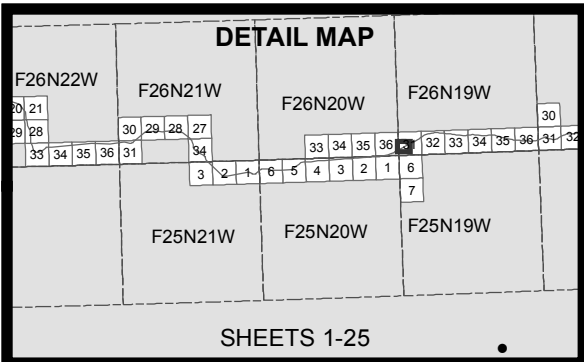 DETAIL MAP
F26N22W
F26N21W
F26N20W
F26N19W
20 21
29 28
33 34 35 36 31
30 29 28 27
34
3 2 1 6 5 4 3 2 1 6
33 34 35 36 31 32 33 34 35 36 31 32
30
7
F25N21W
F25N20W
F25N19W
SHEETS 1-25